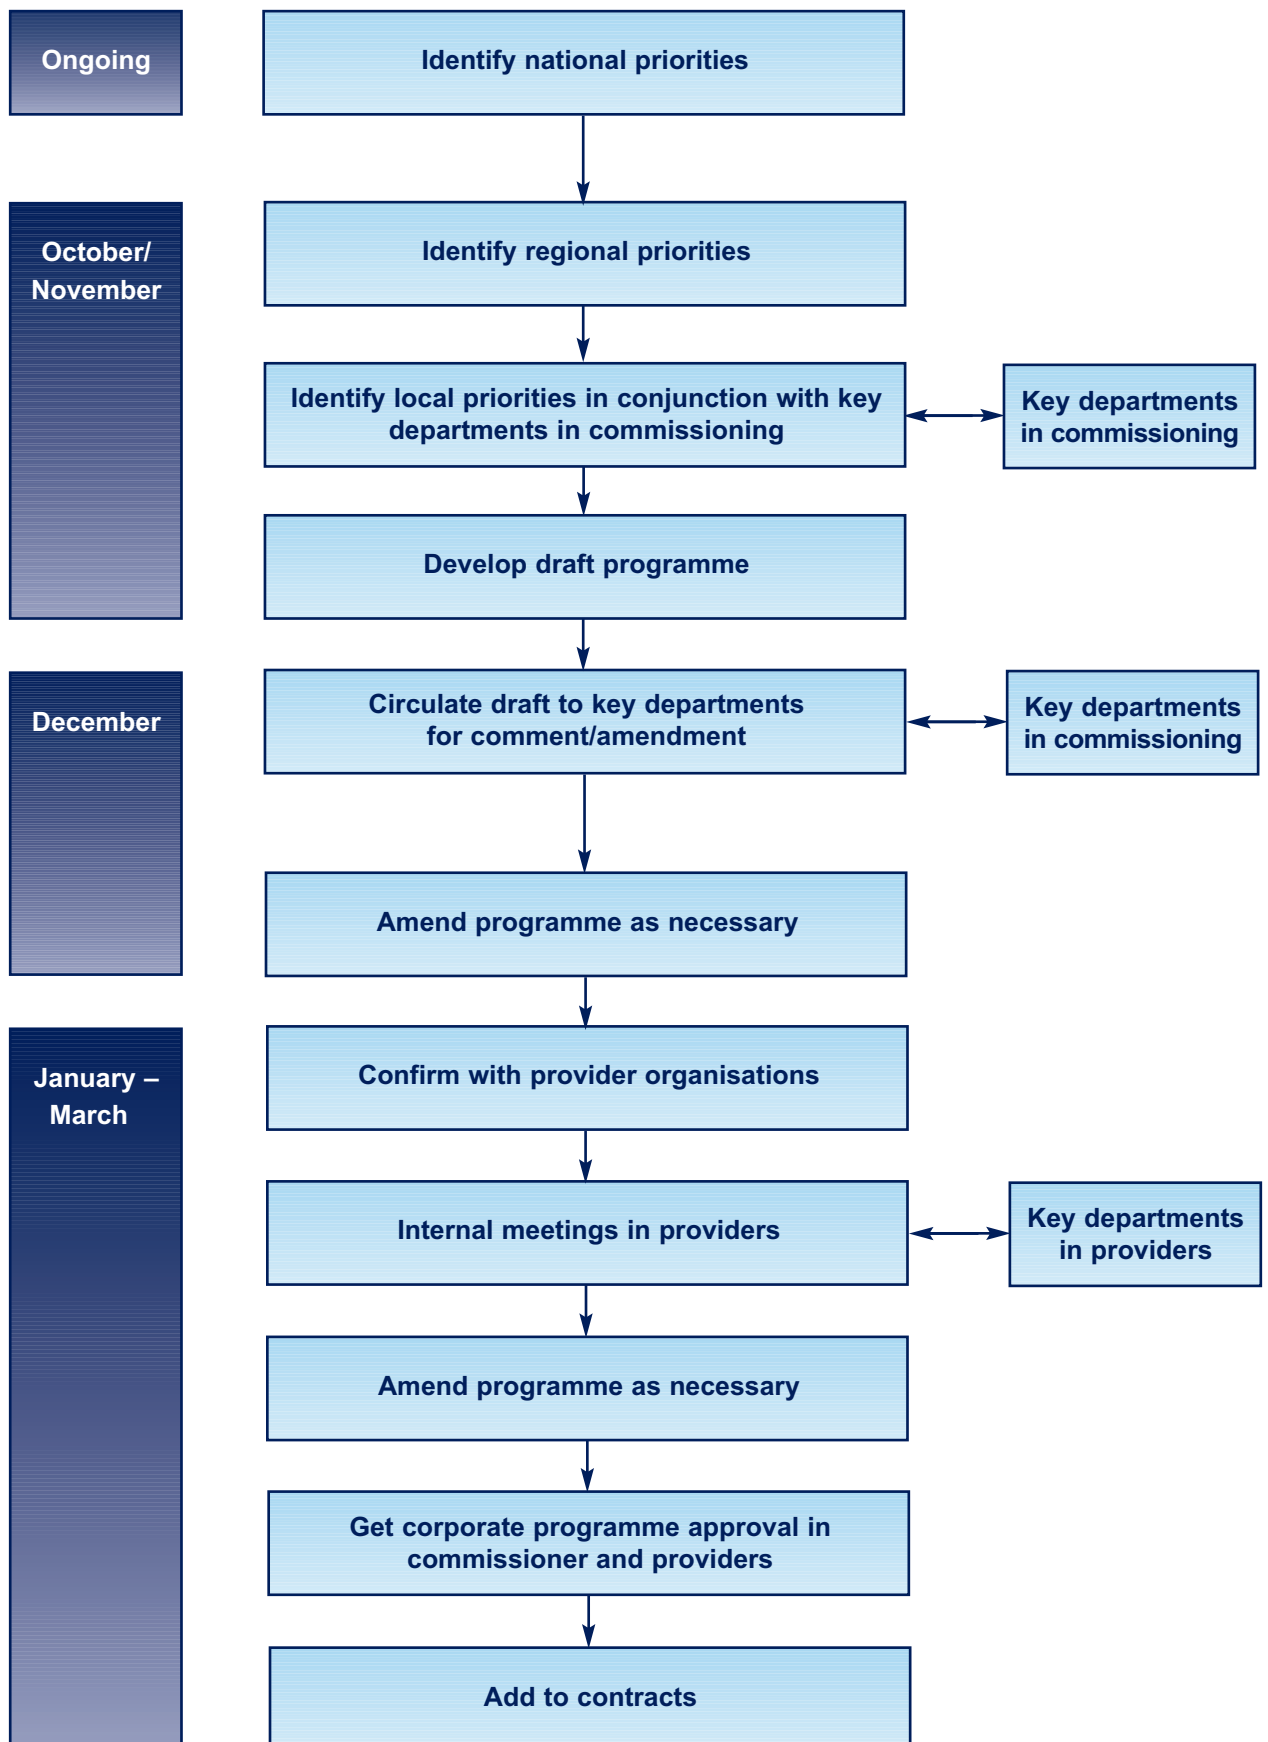 Ongoing
Identify national priorities
October/
November
Identify regional priorities
Identify local priorities in conjunction with key
departments in commissioning
Key departments
in commissioning
Develop draft programme
December
Circulate draft to key departments
for comment/amendment
Key departments
in commissioning
Amend programme as necessary
January –
March
Confirm with provider organisations
Internal meetings in providers
Key departments
in providers
Amend programme as necessary
Get corporate programme approval in
commissioner and providers
Add to contracts